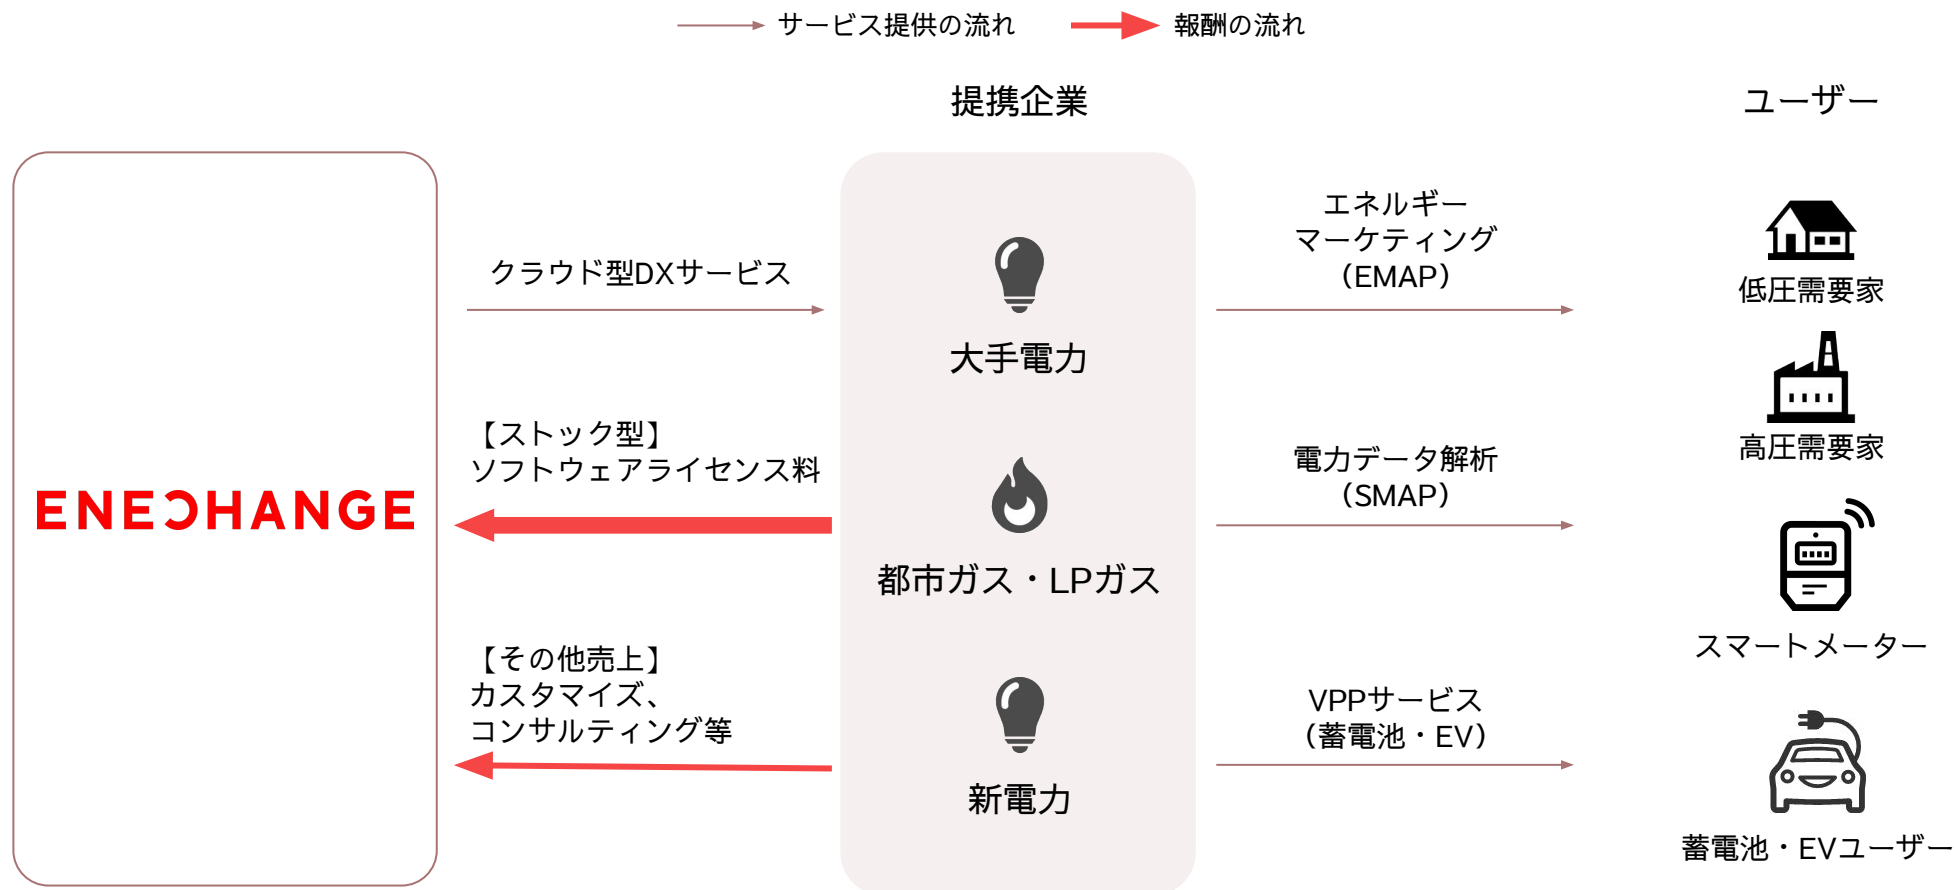 サービス提供の流れ
報酬の流れ
提携企業
ユーザー
ENECHANGE
クラウド型DXサービス
【ストック型】
ソフトウェアライセンス料
【その他売上】
カスタマイズ、
コンサルティング等
大手電力
都市ガス・LPガス
新電力
エネルギー
マーケティング
（EMAP）
電力データ解析
（SMAP）
VPPサービス
（蓄電池・EV）
低圧需要家
高圧需要家
スマートメーター
蓄電池・EVユーザー